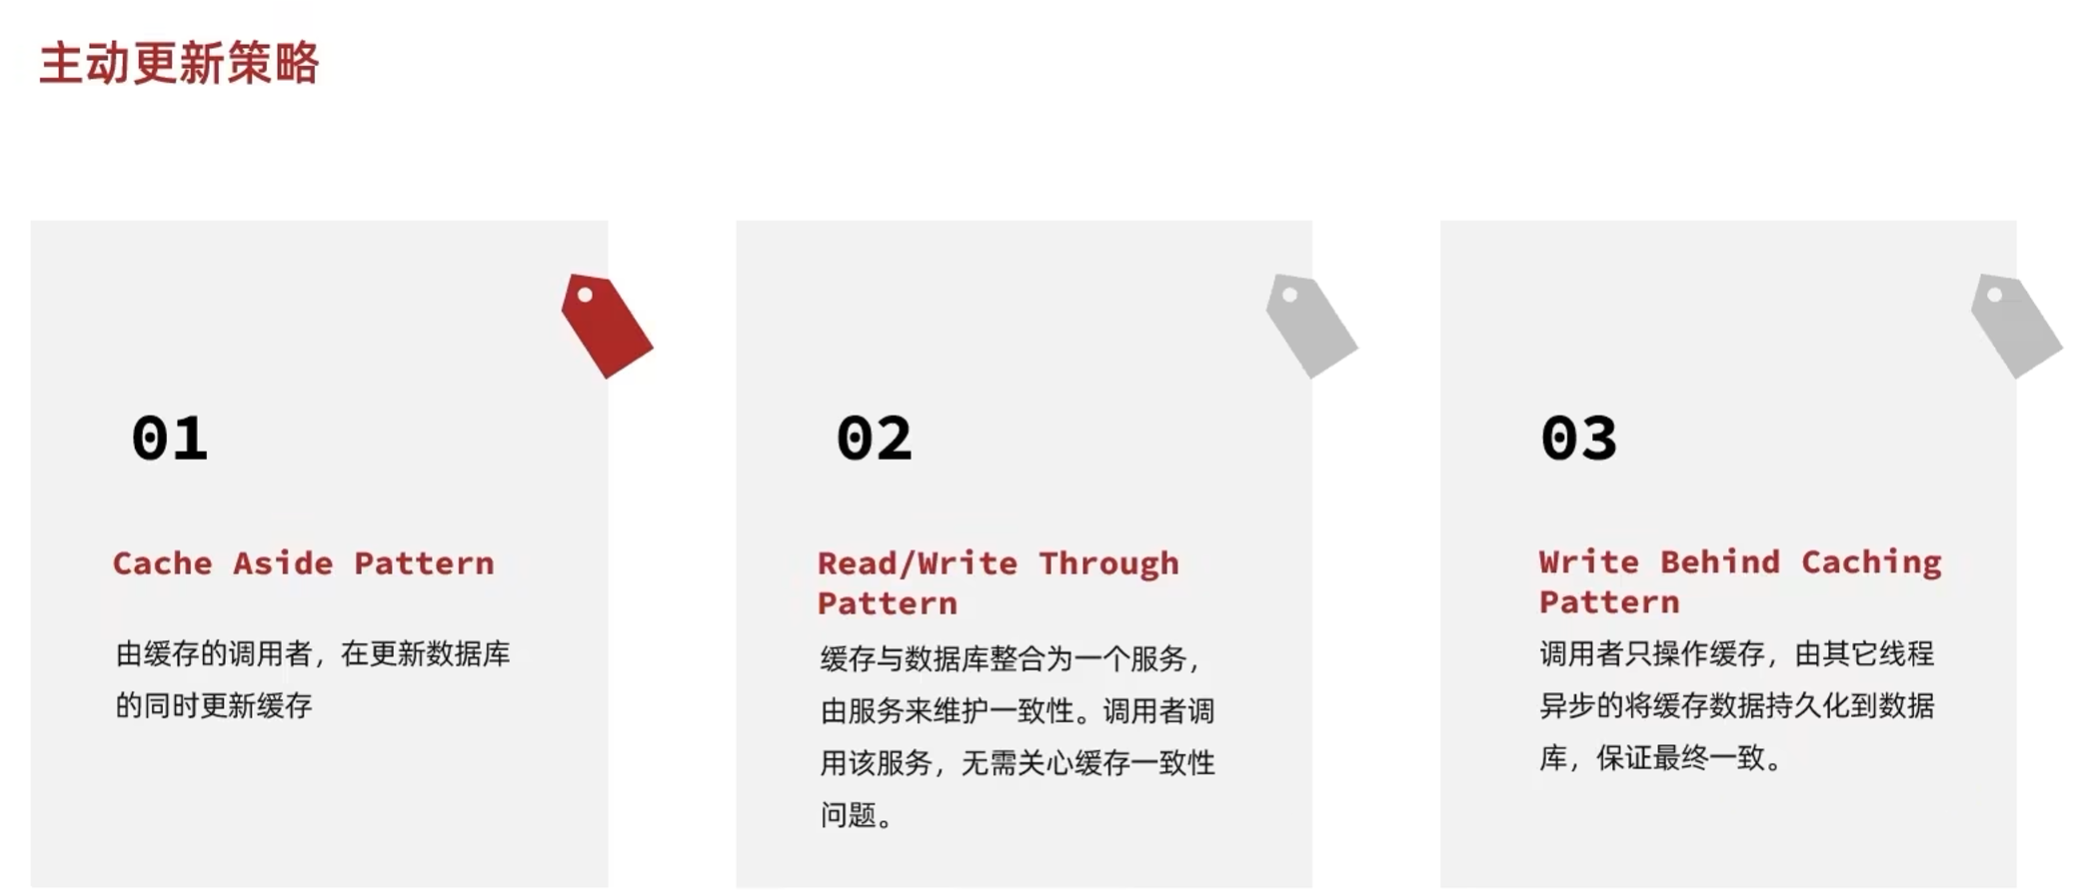 主动更新策略
01
Cache Aside Pattern
由缓存的调用者，在更新数据库
的同时更新缓存
02
Read/Write Through
Pattern
缓存与数据库整合为一个服务，
由服务来维护一致性。调用者调
用该服务，无需关心缓存一致性
问题。
03
Write Behind Caching
Pattern
调用者只操作缓存，由其它线程
异步的将缓存数据持久化到数据
库，保证最终一致。